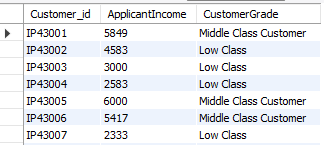 Customer_id ApplicantIncome CustomerGrade
IP43001 5849 Middle Class Customer
IP43002 4583 Low Class
IP43003 3000 Low Class
IP43004 2583 Low Class
IP43005 6000 Middle Class Customer
IP43006 5417 Middle Class Customer
IP43007 2333 Low Class